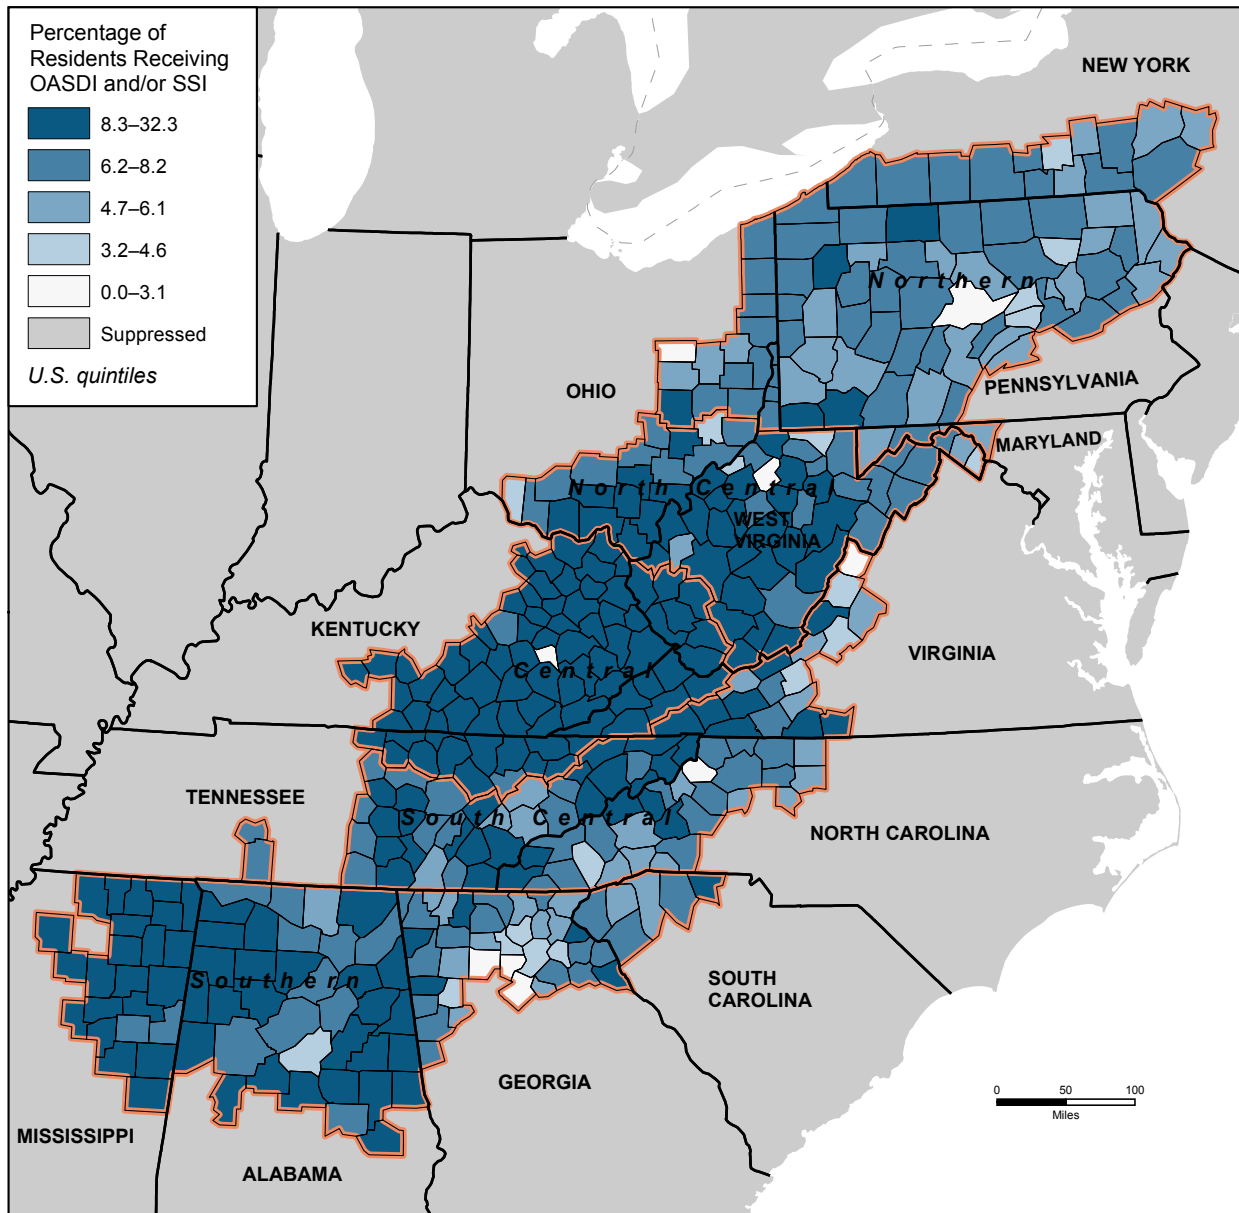 Percentage of
Residents Receiving
OASDI and/or SSI
8.3–32.3
6.2–8.2
4.7–6.1
3.2–4.6
0.0–3.1
Suppressed
U.S. quintiles
NEW YORK
Northern
PENNSYLVANIA
OHIO
MARYLAND
North Central
WEST
VIRGINIA
KENTUCKY
VIRGINIA
Central
TENNESSEE
South Central
NORTH CAROLINA
Southern
SOUTH
CAROLINA
GEORGIA
0 50 100
Miles
MISSISSIPPI
ALABAMA